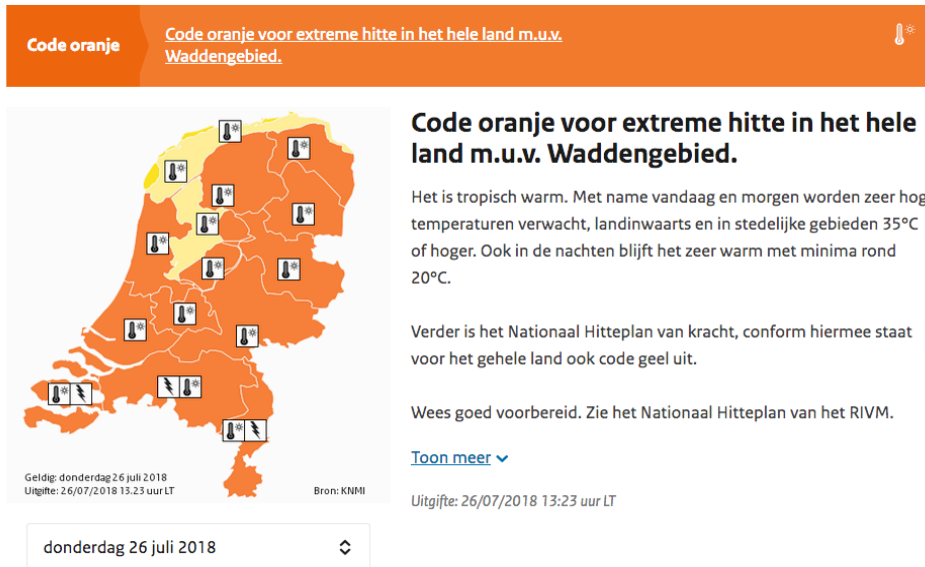 Code oranje
Code oranje voor extreme hitte in het hele land m.u.v.
Waddengebied.
Code oranje voor extreme hitte in het hele
land m.u.v. Waddengebied.
Het is tropisch warm. Met name vandaag en morgen worden zeer hog
temperaturen verwacht, landinwaarts en in stedelijke gebieden 35°C
of hoger. Ook in de nachten blijft het zeer warm met minima rond
20°C.
Verder is het Nationaal Hitteplan van kracht, conform hiermee staat
voor het gehele land ook code geel uit.
Wees goed voorbereid. Zie het Nationaal Hitteplan van het RIVM.
Toon meer
Uitgifte: 26/07/2018 13:23 uur LT
Geldig: donderdag 26 juli 2018
Uitgifte: 26/07/2018 13.23 uur LT
Bron: KNMI
donderdag 26 juli 2018